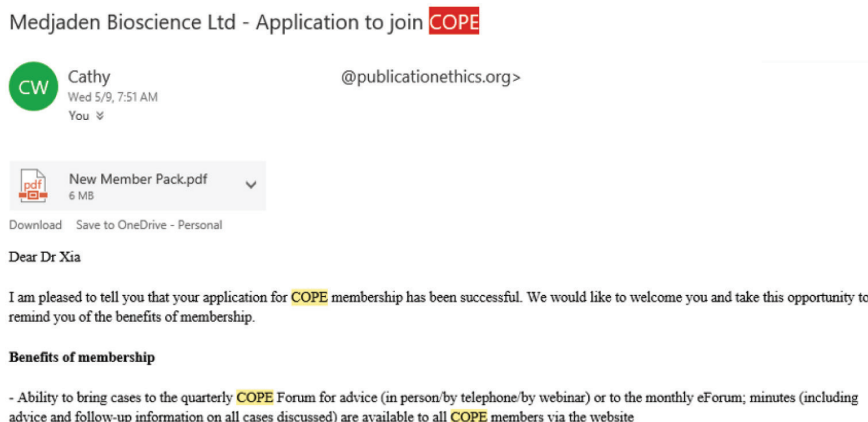 Medjaden Bioscience Ltd - Application to join COPE
CW
Cathy @publicationethics.org>
Wed 5/9, 7:51 AM
You
pdf
New Member Pack.pdf
6 MB
Download Save to OneDrive - Personal
Dear Dr Xia
I am pleased to tell you that your application for COPE membership has been successful. We would like to welcome you and take this opportunity to
remind you of the benefits of membership.
Benefits of membership
- Ability to bring cases to the quarterly COPE Forum for advice (in person/by telephone/by webinar) or to the monthly eForum; minutes (including
advice and follow-up information on all cases discussed) are available to all COPE members via the website